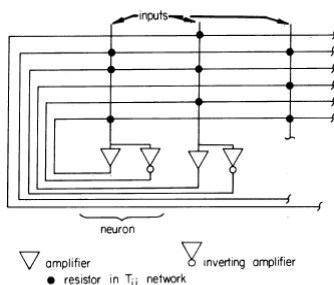 inputs
neuron
amplifier
inverting amplifier
resistor in Tij network